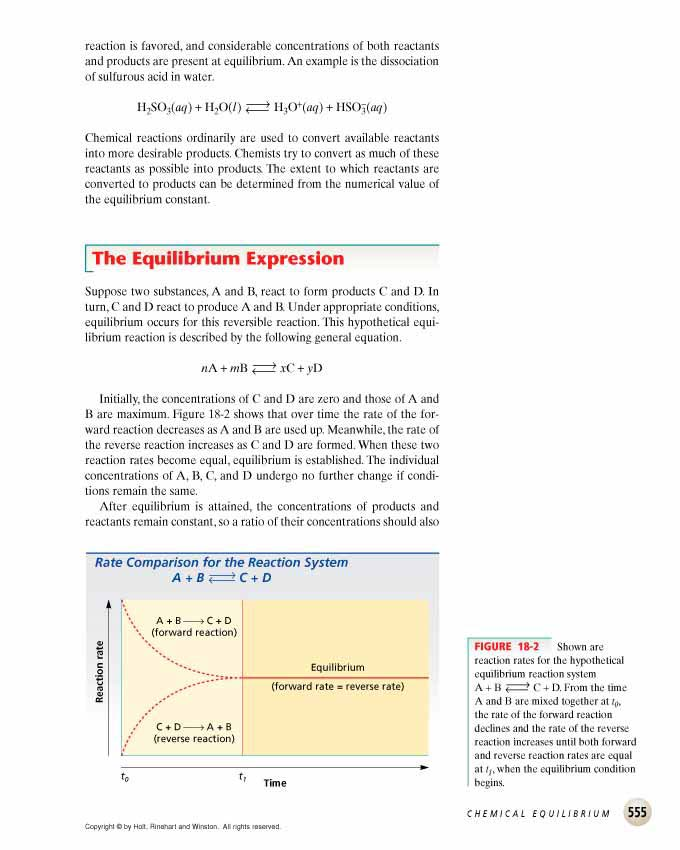 reaction is favored, and considerable concentrations of both reactants
and products are present at equilibrium. An example is the dissociation
of sulfurous acid in water.
H₂SO₃(aq) + H₂O(l) ⇄ H₃O⁺(aq) + HSO₃⁻(aq)
Chemical reactions ordinarily are used to convert available reactants
into more desirable products. Chemists try to convert as much of these
reactants as possible into products. The extent to which reactants are
converted to products can be determined from the numerical value of
the equilibrium constant.
The Equilibrium Expression
Suppose two substances, A and B, react to form products C and D. In
turn, C and D react to produce A and B. Under appropriate conditions,
equilibrium occurs for this reversible reaction. This hypothetical equi-
librium reaction is described by the following general equation.
nA + mB ⇄ xC + yD
Initially, the concentrations of C and D are zero and those of A and
B are maximum. Figure 18-2 shows that over time the rate of the for-
ward reaction decreases as A and B are used up. Meanwhile, the rate of
the reverse reaction increases as C and D are formed. When these two
reaction rates become equal, equilibrium is established. The individual
concentrations of A, B, C, and D undergo no further change if condi-
tions remain the same.
After equilibrium is attained, the concentrations of products and
reactants remain constant, so a ratio of their concentrations should also
Rate Comparison for the Reaction System
A + B ⇄ C + D
Reaction rate
A + B → C + D
(forward reaction)
Equilibrium
(forward rate = reverse rate)
C + D → A + B
(reverse reaction)
t₀
t₁
Time
FIGURE 18-2 Shown are
reaction rates for the hypothetical
equilibrium reaction system
A + B ⇄ C + D. From the time
A and B are mixed together at t₀,
the rate of the forward reaction
declines and the rate of the reverse
reaction increases until both forward
and reverse reaction rates are equal
at t₁, when the equilibrium condition
begins.
CHEMICAL EQUILIBRIUM 555
Copyright © by Holt, Rinehart and Winston. All rights reserved.